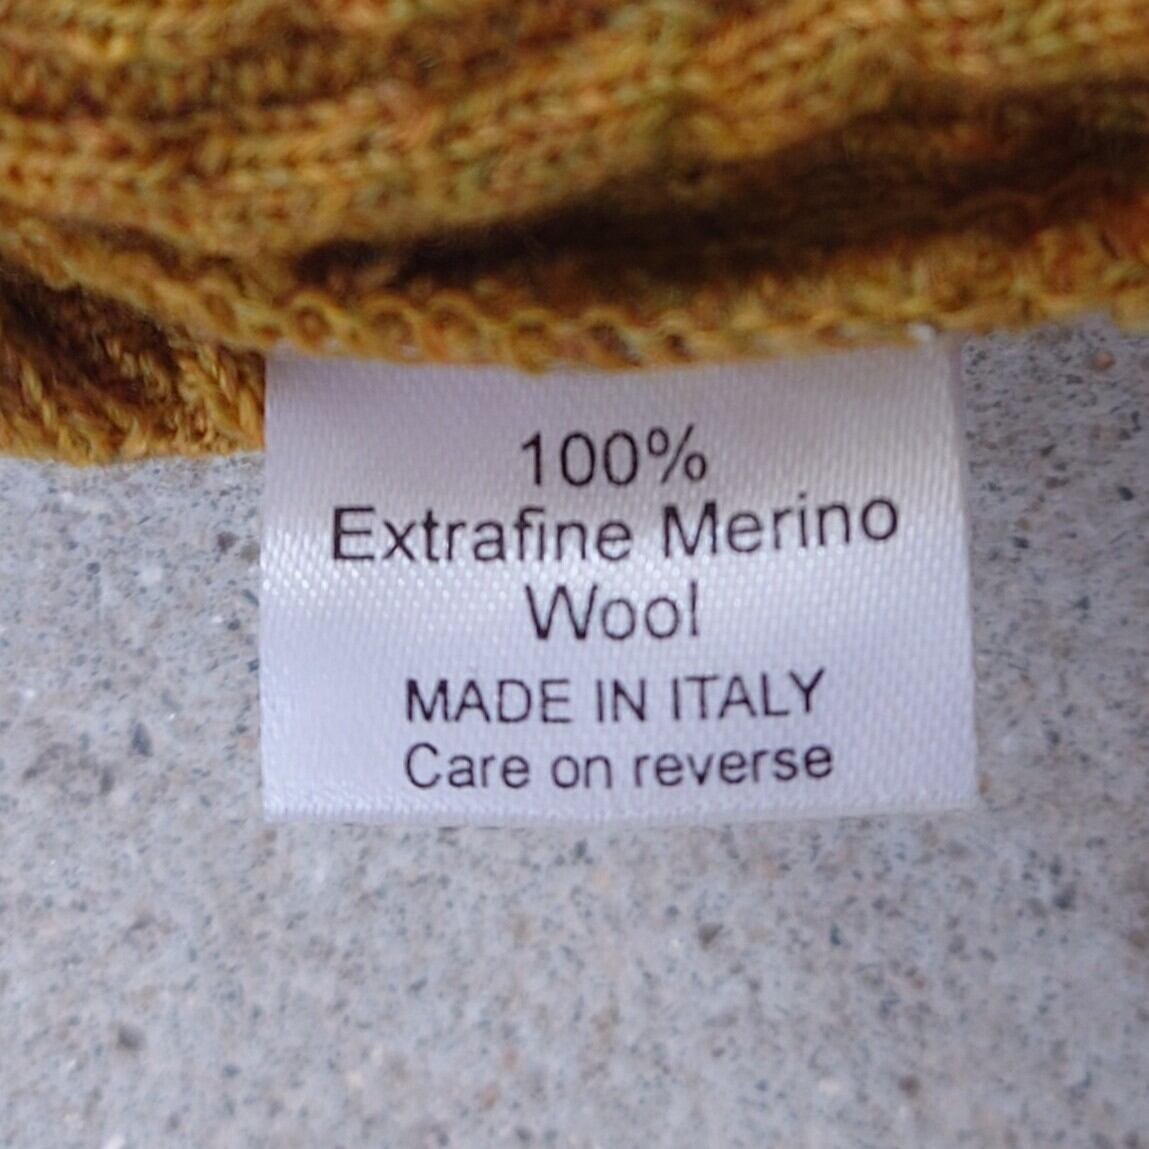 100%
Extrafine Merino
Wool
MADE IN ITALY
Care on reverse